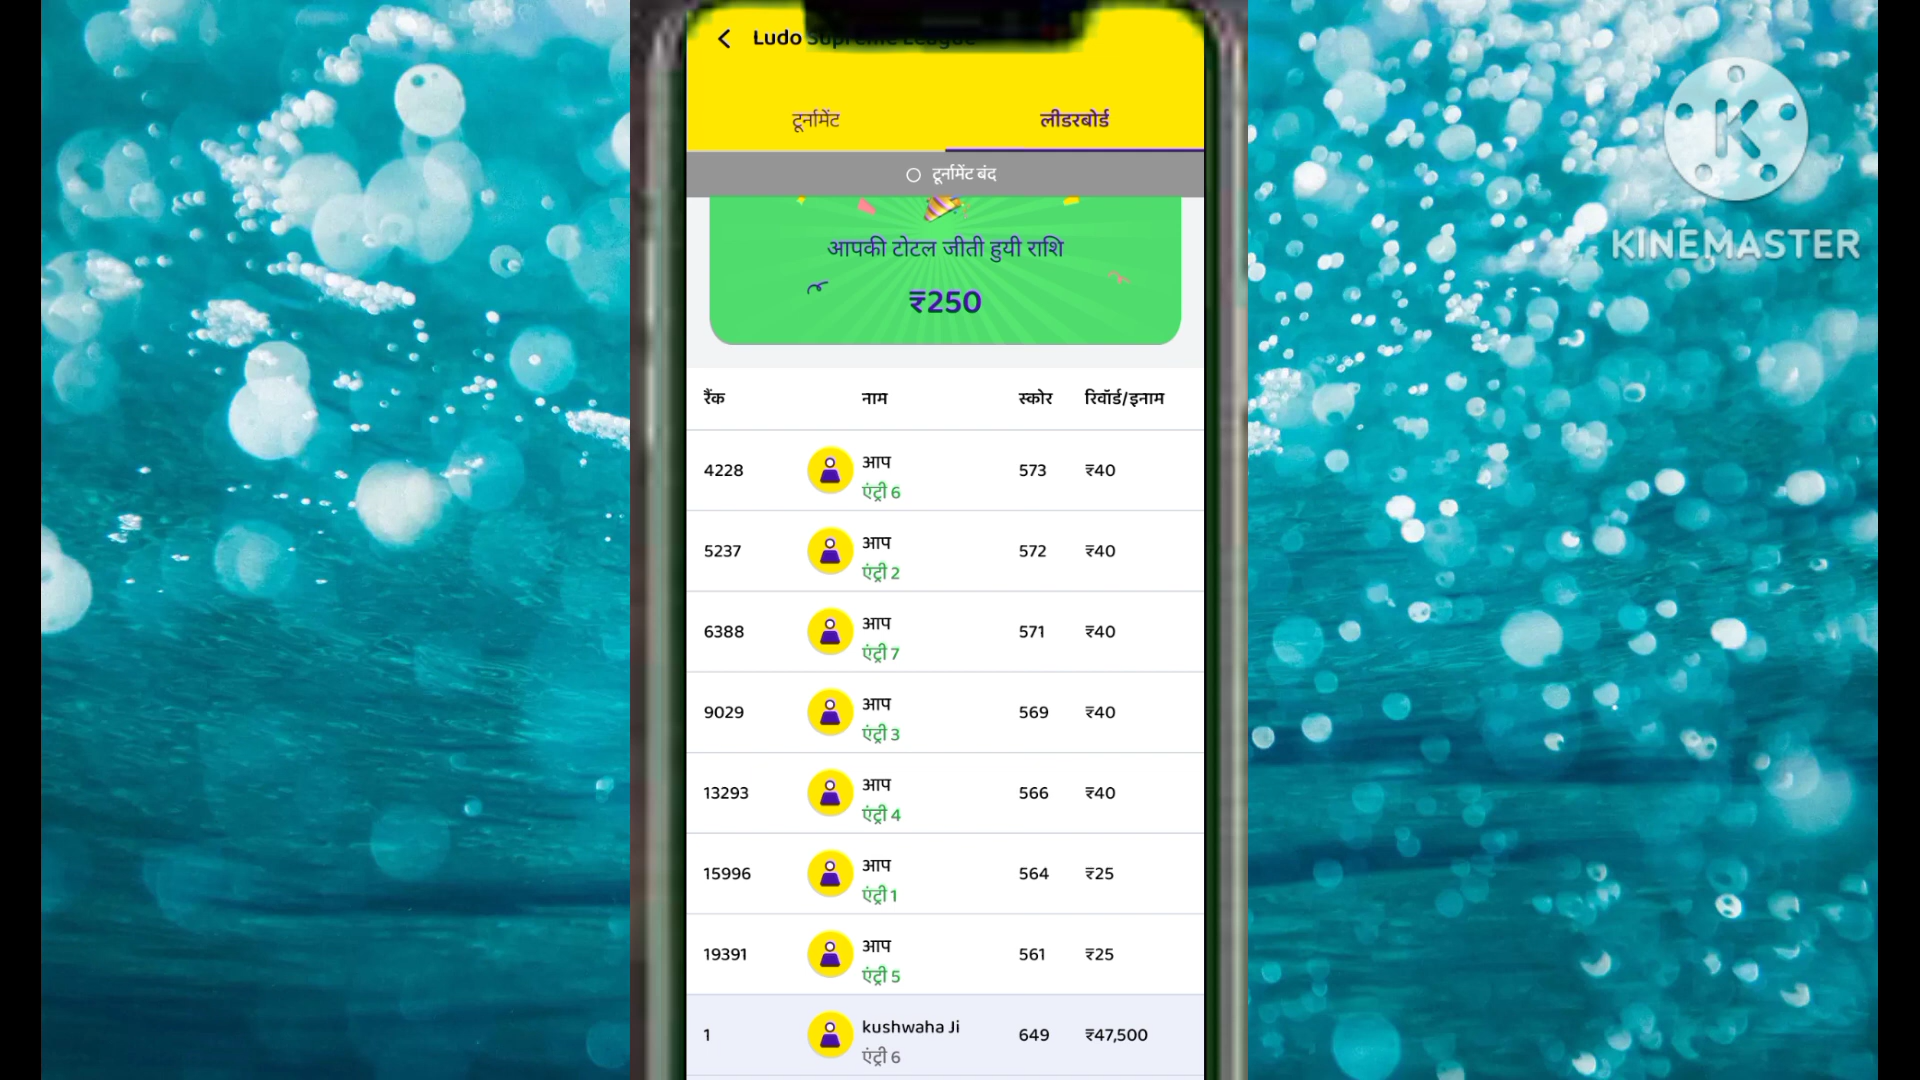 Ludo Supreme League
टूर्नामेंट
लीडरबोर्ड
टूर्नामेंट बंद
आपकी टोटल जीती हुयी राशि
₹250
रैंक नाम स्कोर रिवॉर्ड/इनाम
4228 आप 573 ₹40
एंट्री 6
5237 आप 572 ₹40
एंट्री 2
6388 आप 571 ₹40
एंट्री 7
9029 आप 569 ₹40
एंट्री 3
13293 आप 566 ₹40
एंट्री 4
15996 आप 564 ₹25
एंट्री 1
19391 आप 561 ₹25
एंट्री 5
1 kushwaha Ji 649 ₹47,500
एंट्री 6
K
KINEMASTER